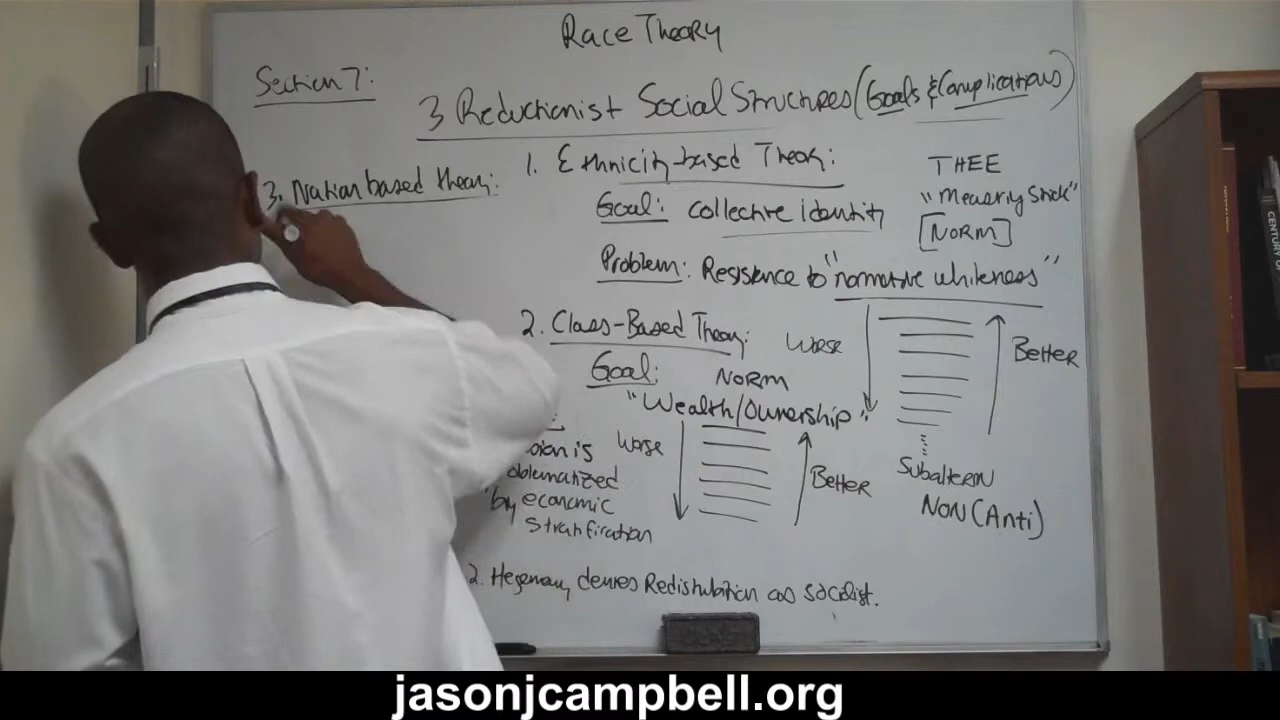 Race Theory
Section 7:
3 Reductionist Social Structures (Goals & Complications)
1. Ethnicity-based Theory:
Goal: collective identity
Problem: Resistence to "normative whiteness"
THEE
"Measuring Stick"
[NORM]
Worse
Better
Subaltern
NON (Anti)
2. Class-Based Theory:
Goal:
NORM
"Wealth/Ownership"
Worse
Better
by economic
stratification
2. Hegemony denies Redistribution as socialist.
3. Nation based theory:
jasonjcampbell.org
CENTURY